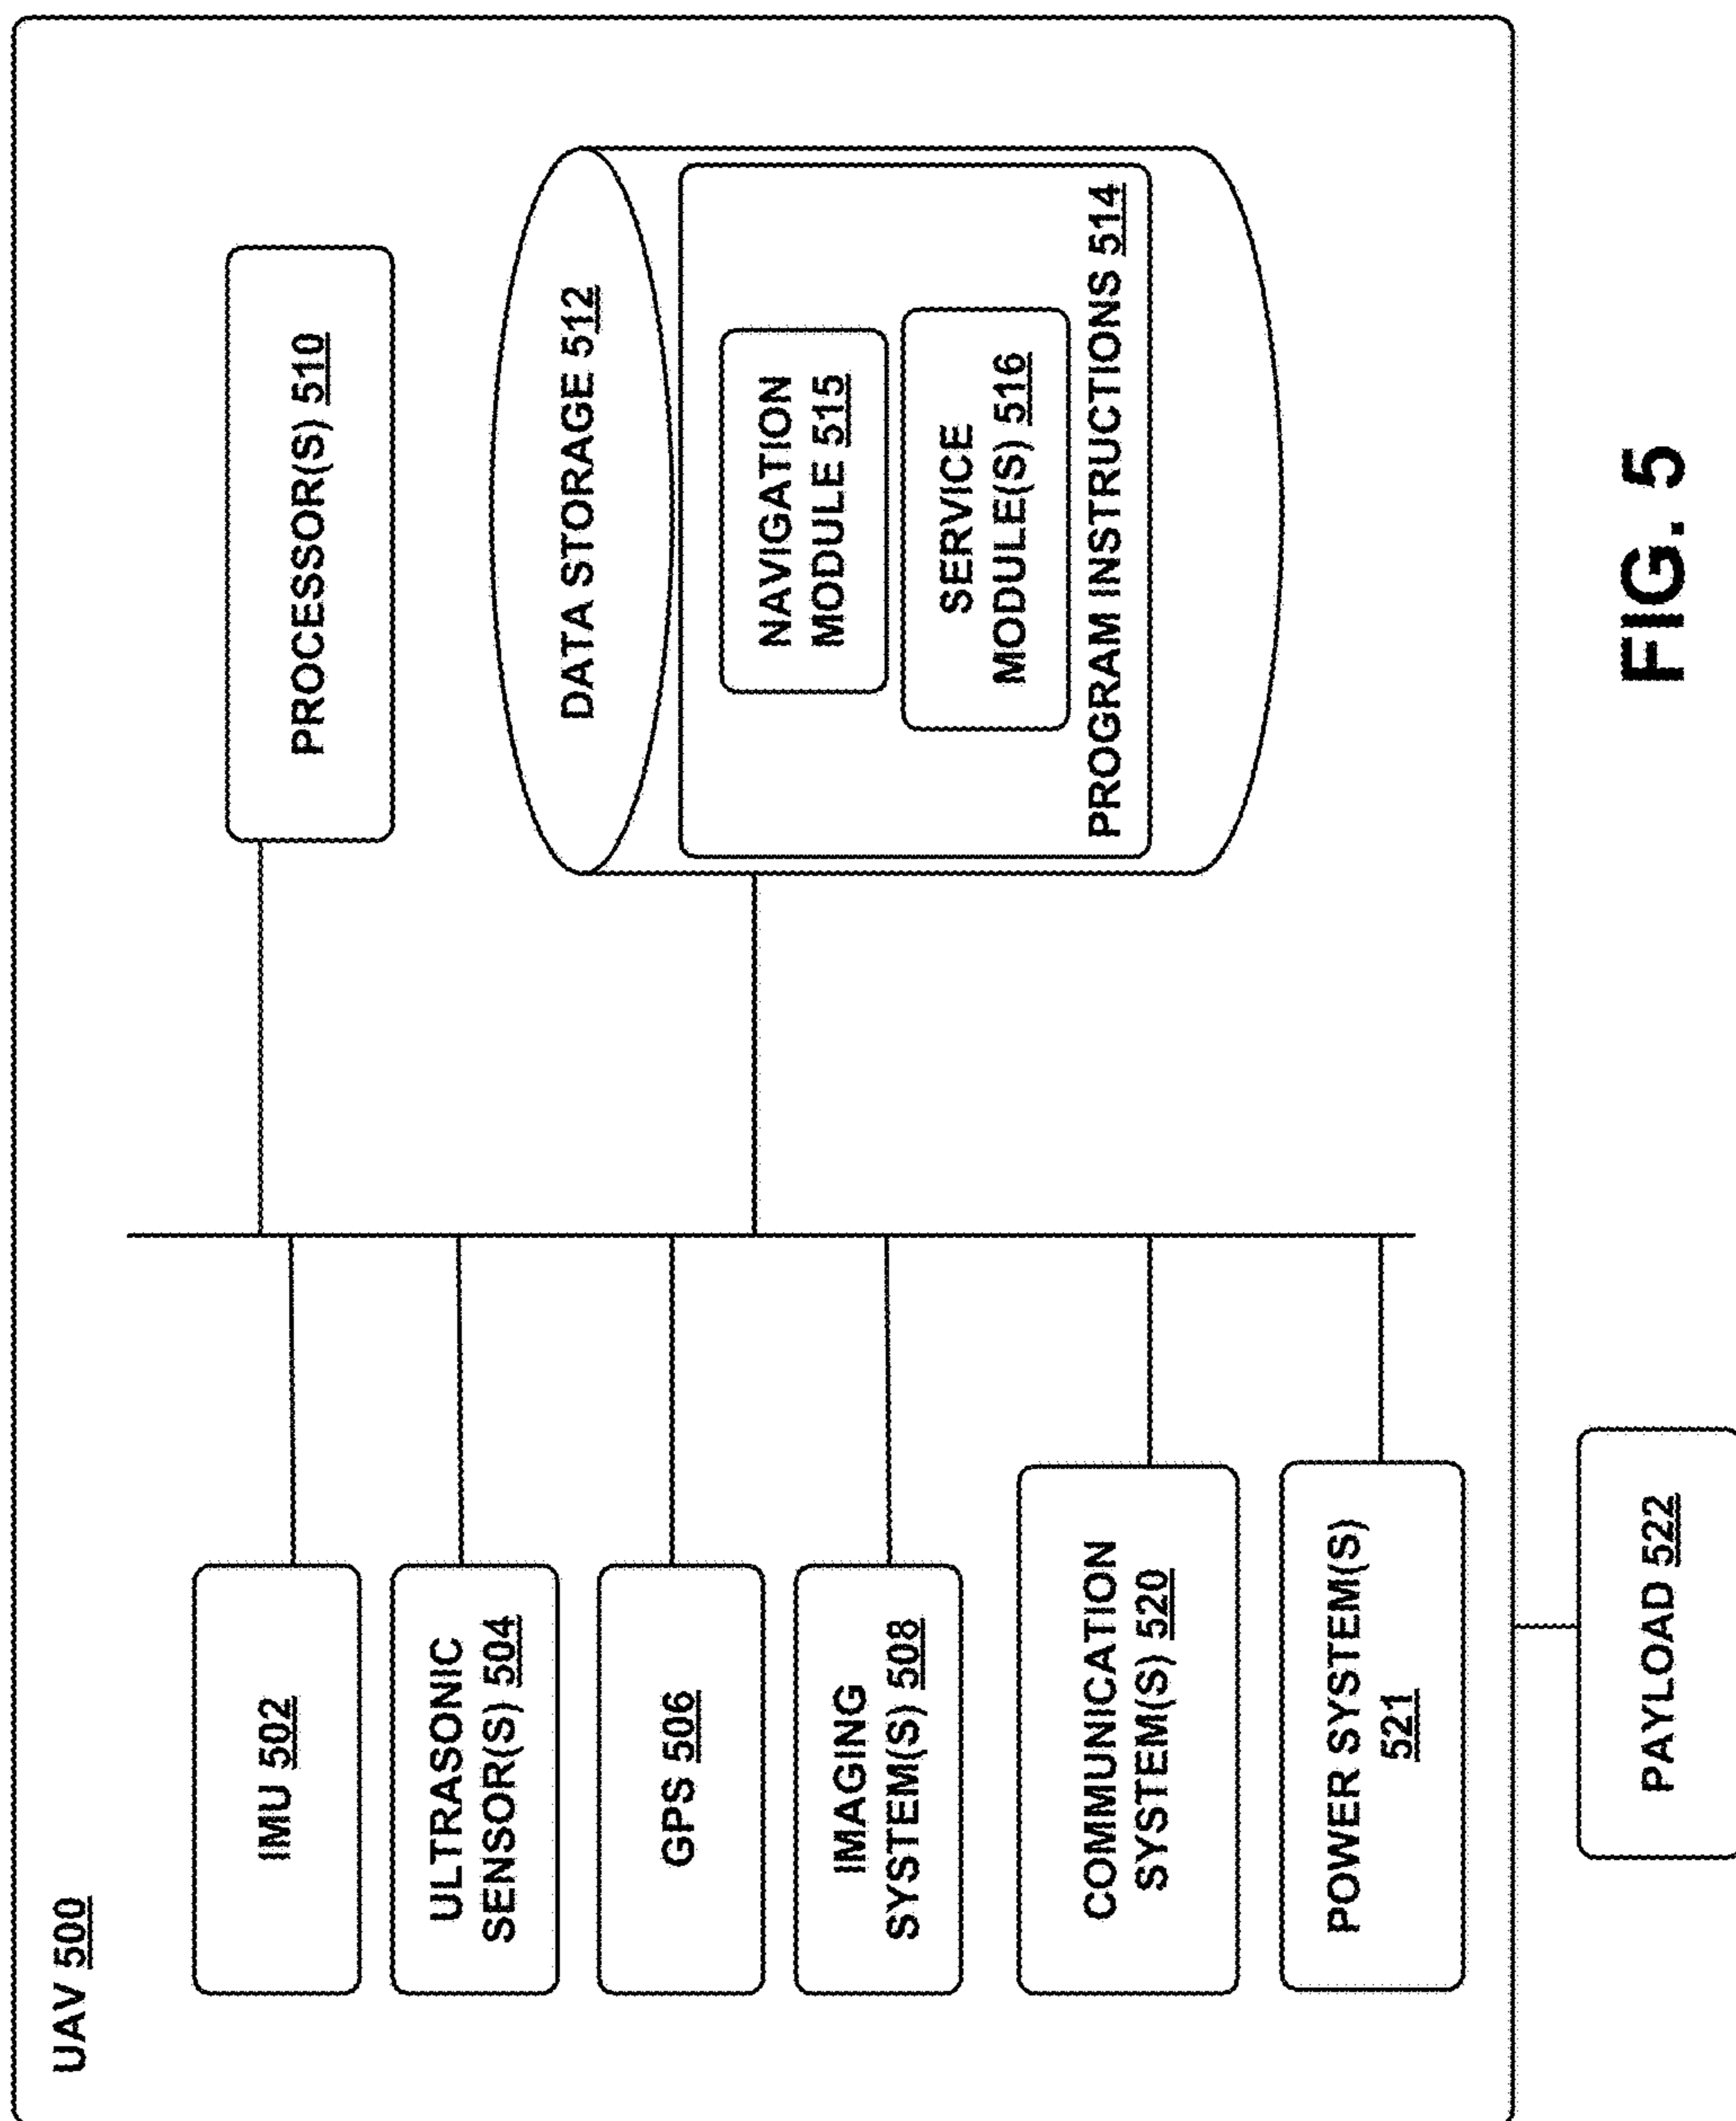 UAV 500
IMU 502
ULTRASONIC
SENSOR(S) 504
GPS 506
IMAGING
SYSTEM(S) 508
COMMUNICATION
SYSTEM(S) 520
POWER SYSTEM(S)
521
PROCESSOR(S) 510
DATA STORAGE 512
NAVIGATION
MODULE 515
SERVICE
MODULE(S) 516
PROGRAM INSTRUCTIONS 514
PAYLOAD 522
FIG. 5